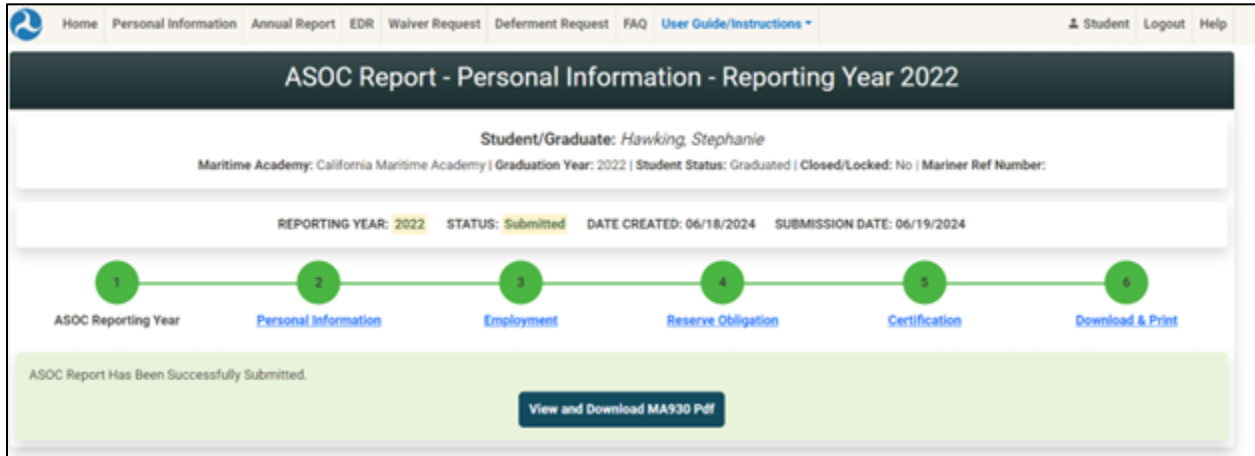 Home Personal Information Annual Report EDR Waiver Request Deferment Request FAQ User Guide/Instructions Student Logout Help
ASOC Report - Personal Information - Reporting Year 2022
Student/Graduate: Hawking, Stephanie
Maritime Academy: California Maritime Academy | Graduation Year: 2022 | Student Status: Graduated | Closed/Locked: No | Mariner Ref Number:
REPORTING YEAR: 2022 STATUS: Submitted DATE CREATED: 06/18/2024 SUBMISSION DATE: 06/19/2024
1 2 3 4 5 6
ASOC Reporting Year Personal Information Employment Reserve Obligation Certification Download & Print
ASOC Report Has Been Successfully Submitted.
View and Download MA930 Pdf